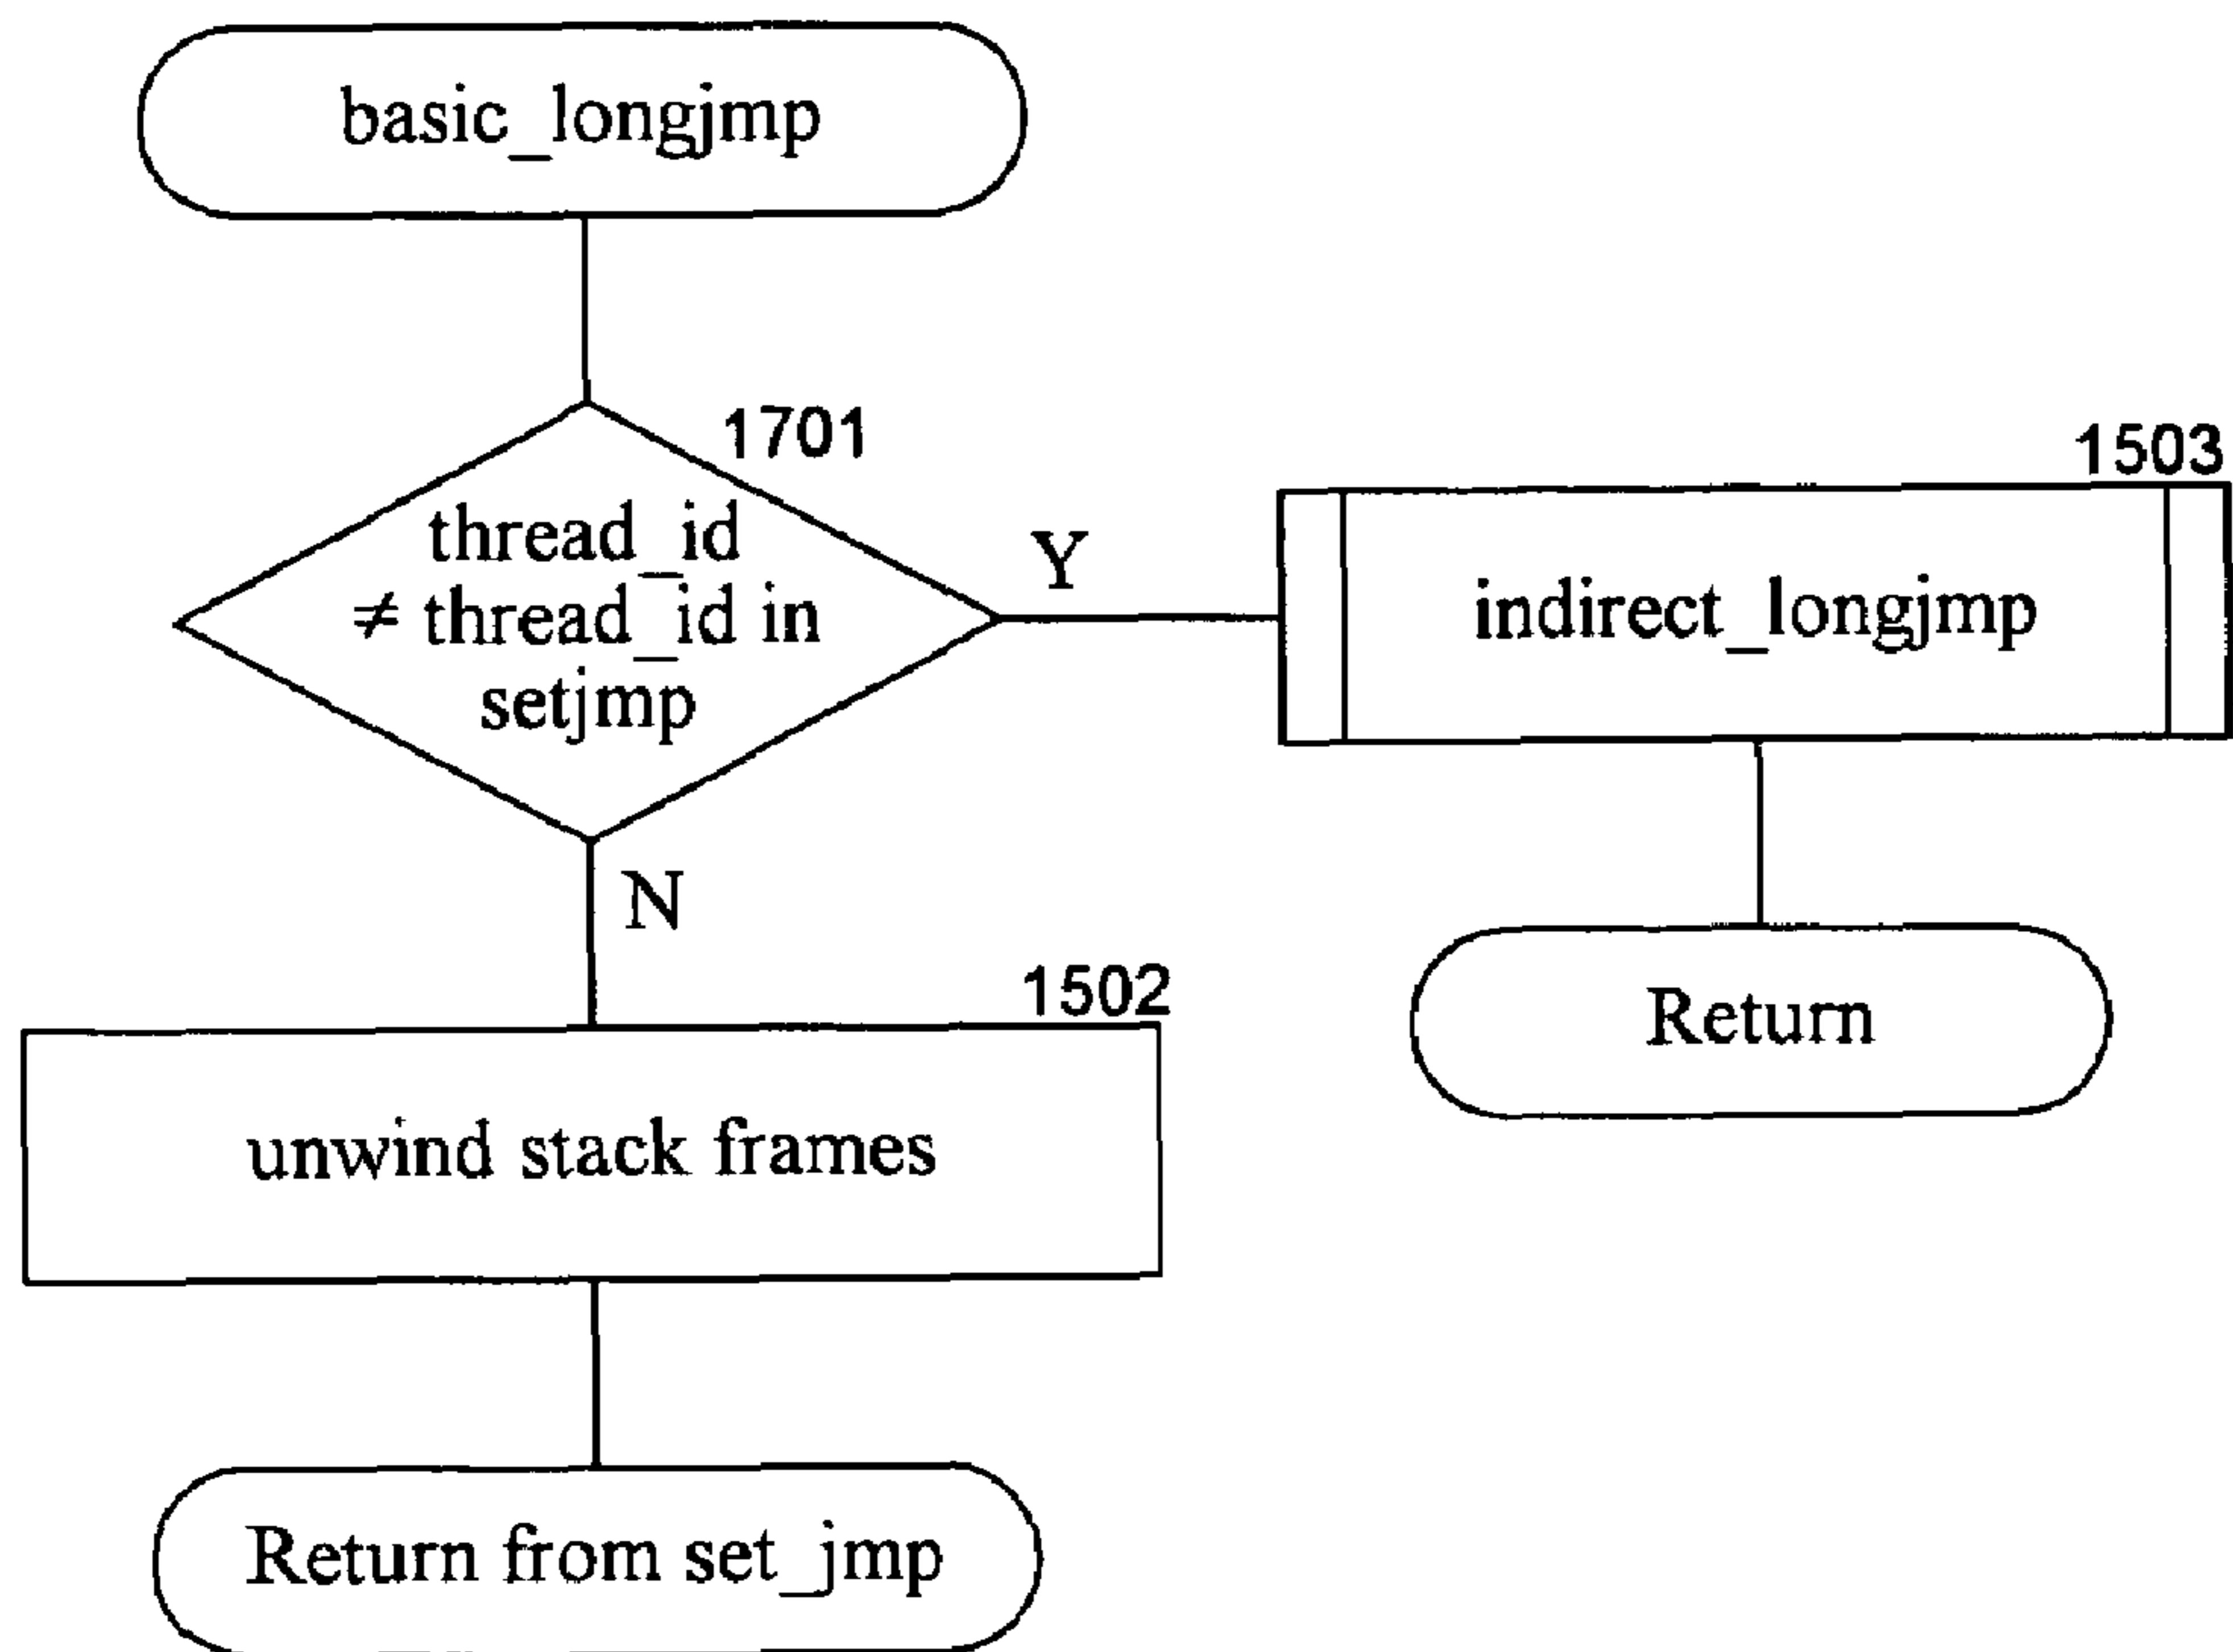 basic_longjmp
1701
thread_id
≠ thread_id in
setjmp
Y
1503
indirect_longjmp
N
Return
1502
unwind stack frames
Return from set_jmp